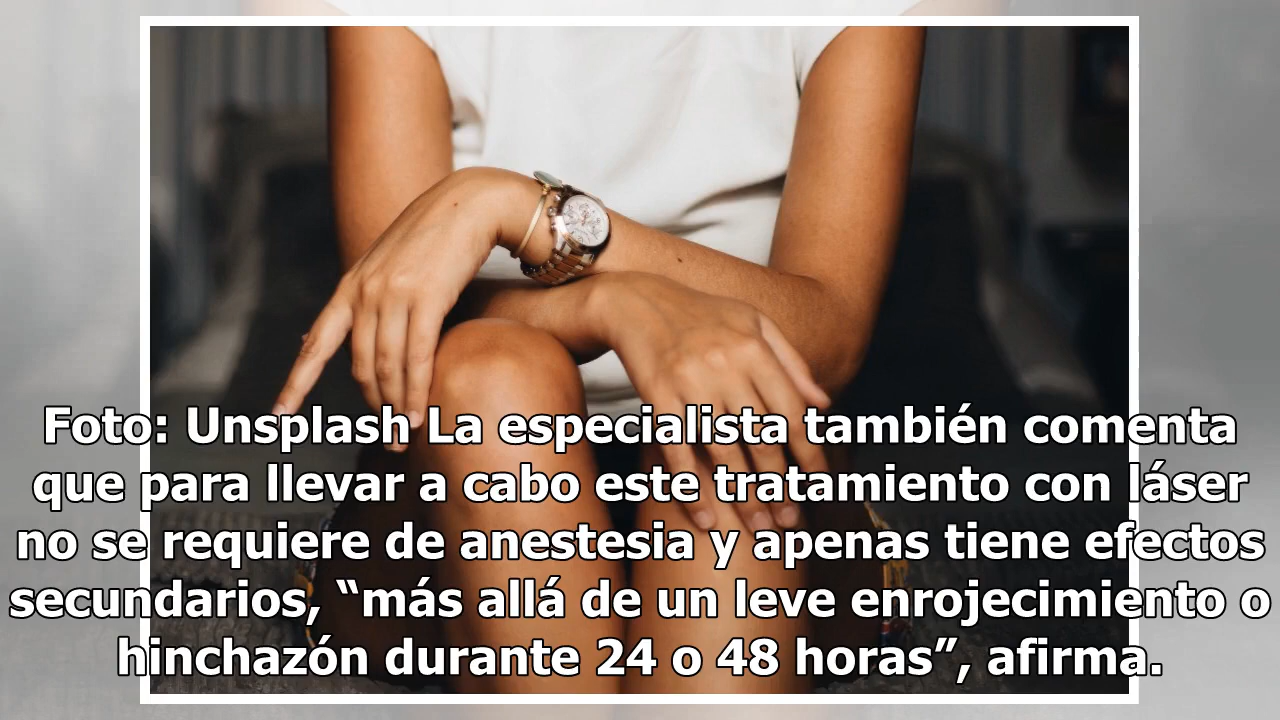 Foto: Unsplash La especialista también comenta
que para llevar a cabo este tratamiento con láser
no se requiere de anestesia y apenas tiene efectos
secundarios, “más allá de un leve enrojecimiento o
hinchazón durante 24 o 48 horas”, afirma.